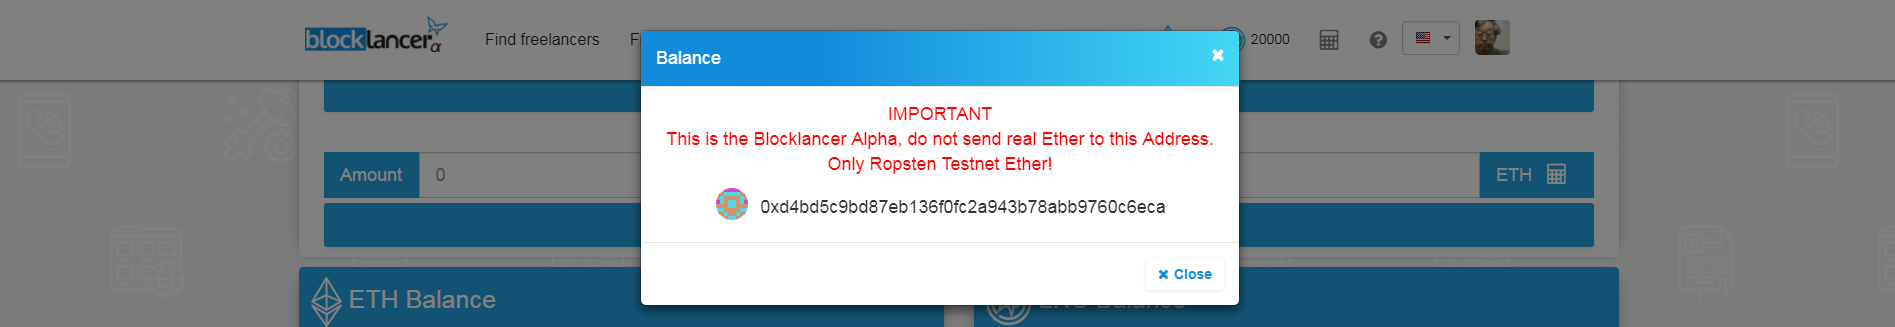 blocklancer α
Find freelancers
20000
Balance
IMPORTANT
This is the Blocklancer Alpha, do not send real Ether to this Address.
Only Ropsten Testnet Ether!
Amount 0
ETH
0xd4bd5c9bd87eb136f0fc2a943b78abb9760c6eca
Close
ETH Balance